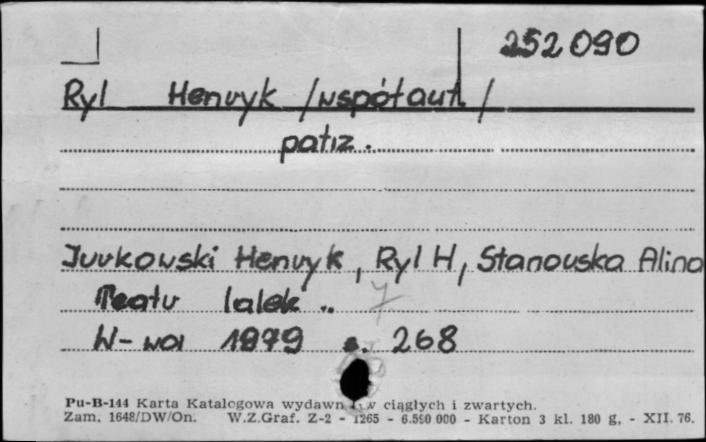 252090
Ryl Henryk /współaut/
patrz.
Jurkowski Henryk, Ryl H, Stanowska Alina
Teatr lalek ..
W-wa 1979 s. 268
Pu-B-144 Karta Katalogowa wydawn. ciągłych i zwartych.
Zam. 1648/DW/On. W.Z.Graf. Z-2 - 1265 - 6.590 000 - Karton 3 kl. 180 g. - XII. 76.